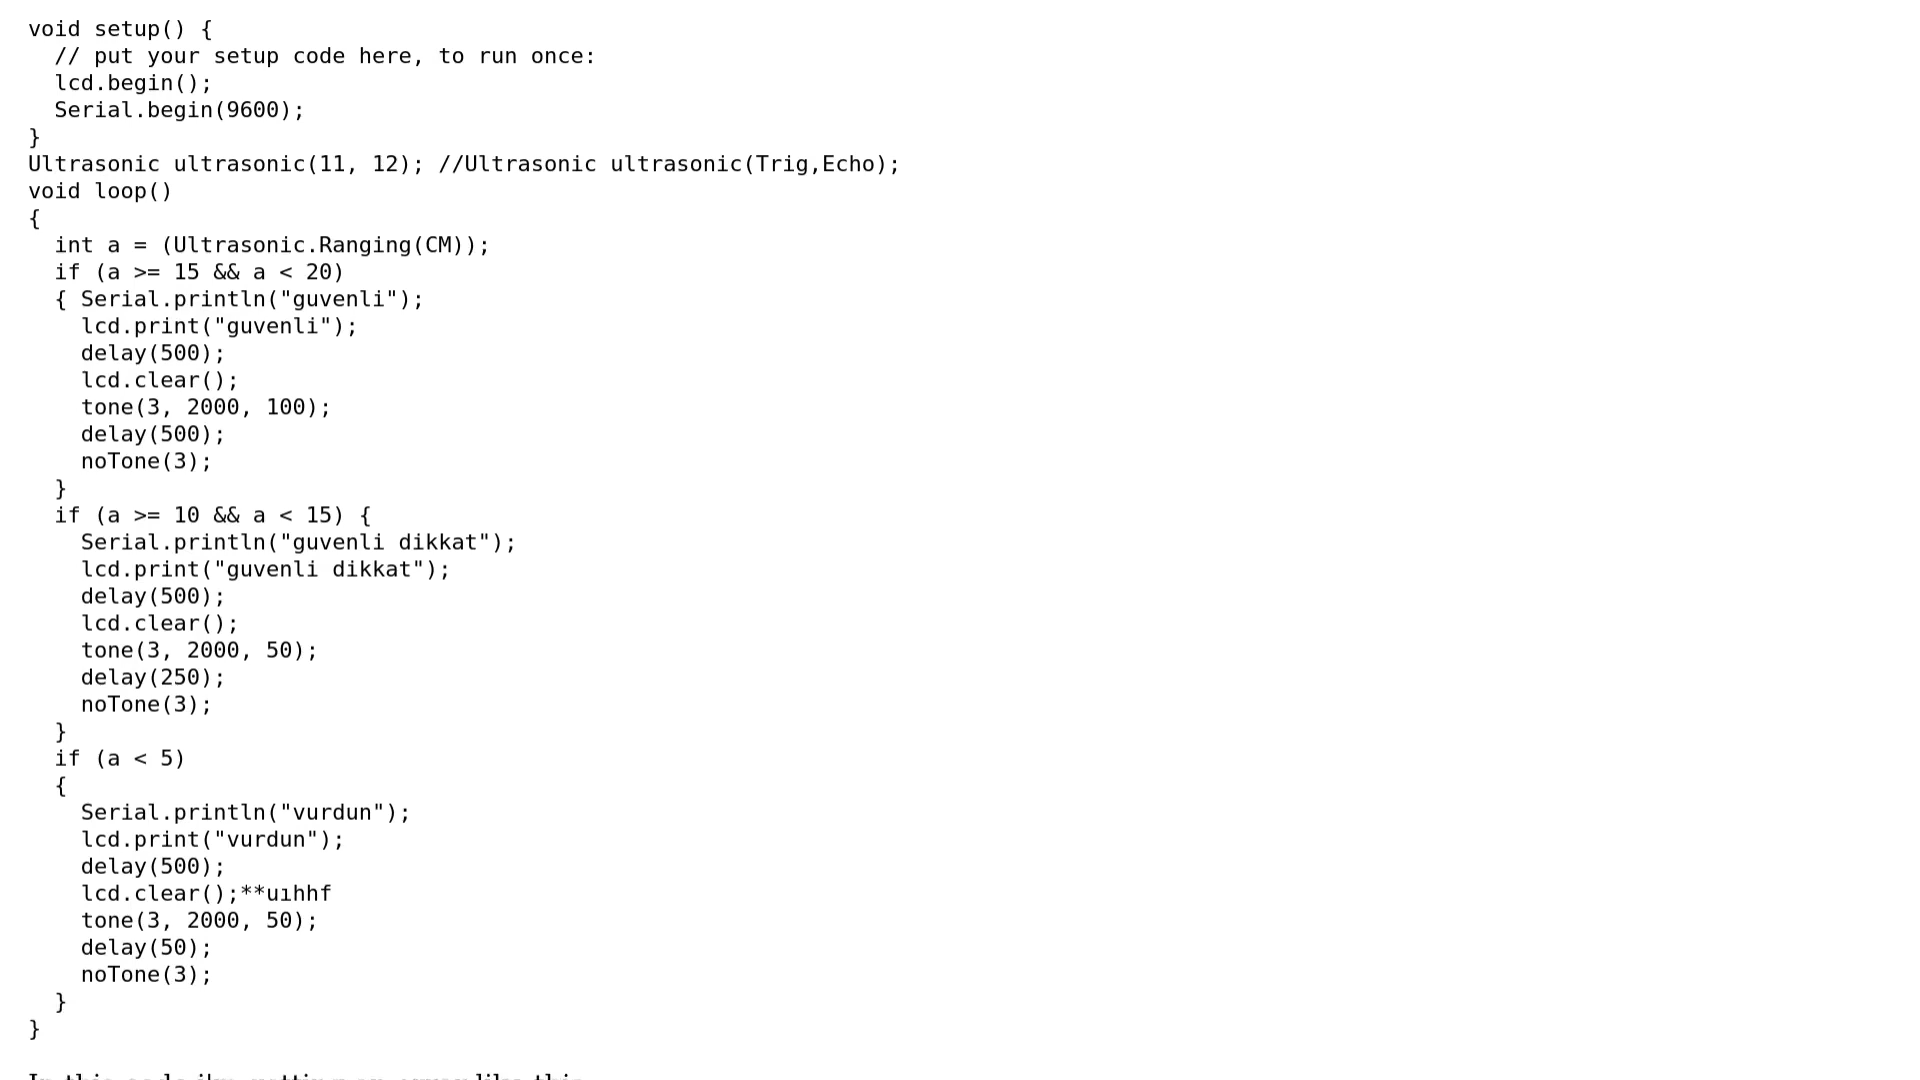 void setup() {
  // put your setup code here, to run once:
  lcd.begin();
  Serial.begin(9600);
}
Ultrasonic ultrasonic(11, 12); //Ultrasonic ultrasonic(Trig,Echo);
void loop()
{
  int a = (Ultrasonic.Ranging(CM));
  if (a >= 15 && a < 20)
  { Serial.println("guvenli");
    lcd.print("guvenli");
    delay(500);
    lcd.clear();
    tone(3, 2000, 100);
    delay(500);
    noTone(3);
  }
  if (a >= 10 && a < 15) {
    Serial.println("guvenli dikkat");
    lcd.print("guvenli dikkat");
    delay(500);
    lcd.clear();
    tone(3, 2000, 50);
    delay(250);
    noTone(3);
  }
  if (a < 5)
  {
    Serial.println("vurdun");
    lcd.print("vurdun");
    delay(500);
    lcd.clear();**uıhhf
    tone(3, 2000, 50);
    delay(50);
    noTone(3);
  }
}